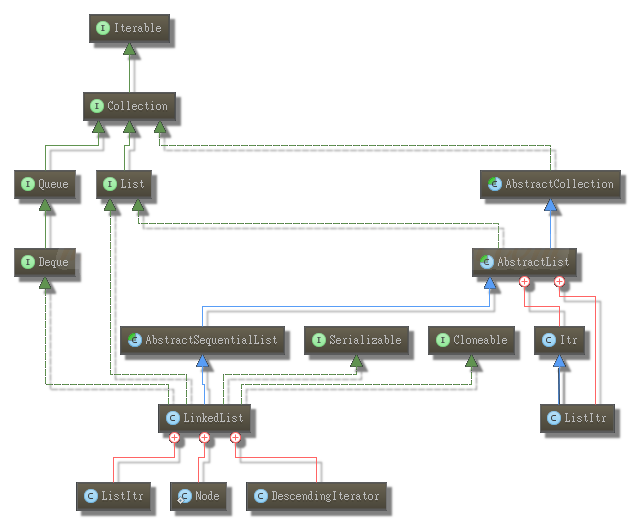 Iterable
Collection
Queue
List
AbstractCollection
Deque
AbstractList
AbstractSequentialList
Serializable
Cloneable
Itr
LinkedList
ListItr
ListItr
Node
DescendingIterator